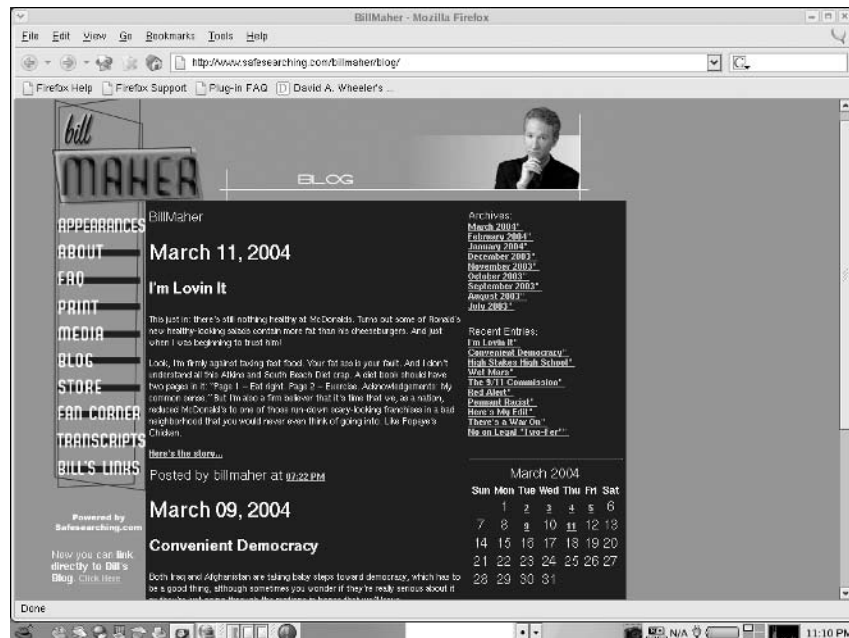 BillMaher - Mozilla Firefox
File Edit View Go Bookmarks Tools Help
http://www.safesearching.com/billmaher/blog/
G
Firefox Help Firefox Support Plug-in FAQ David A. Wheeler's ...
bill
MAHER
BLOG
APPEARANCES
ABOUT
FAQ
PRINT
MEDIA
BLOG
STORE
FAN CORNER
TRANSCRIPTS
BILL'S LINKS
Powered by
Safesearching.com
Now you can link
directly to Bill's
Blog. Click Here
BillMaher
March 11, 2004
I'm Lovin It
This just in: there's still nothing healthy at McDonalds. Turns out some of Ronald's
new healthy-looking salads contain more fat than his cheeseburgers. And just
when I was beginning to trust him!
Look, I'm firmly against taxing fast food. Your fat ass is your fault. And I don't
understand all this Atkins and South Beach Diet crap. A diet book should have
two pages in it: "Page 1 – Eat right. Page 2 – Exercise. Acknowledgements: My
common sense." But I'm also a firm believer that it's time that we, as a nation,
reduced McDonald's to one of those run-down scary-looking franchises in a bad
neighborhood that you would never even think of going into. Like Popeye's
Chicken.
Here's the story...
Posted by billmaher at 07:22 PM
March 09, 2004
Convenient Democracy
Both Iraq and Afghanistan are taking baby steps toward democracy, which has to
be a good thing, although sometimes you wonder if they're really serious about it
Archives:
March 2004"
February 2004"
January 2004"
December 2003"
November 2003"
October 2003"
September 2003"
August 2003"
July 2003"
Recent Entries:
I'm Lovin It"
Convenient Democracy"
High Stakes High School"
Wet Mars"
The 9/11 Commission"
Red Alert"
Pennant Racist"
Here's My Edit"
There's a War On"
No on Legal "Two-Fer""
March 2004
Sun Mon Tue Wed Thu Fri Sat
1 2 3 4 5 6
7 8 9 10 11 12 13
14 15 16 17 18 19 20
21 22 23 24 25 26 27
28 29 30 31
Done
N/A 11:10 PM